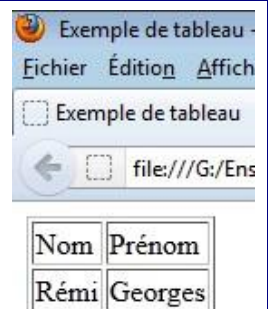 Exemple de tableau -
Fichier Édition Affich
Exemple de tableau
file:///G:/Ens
Nom Prénom
Rémi Georges